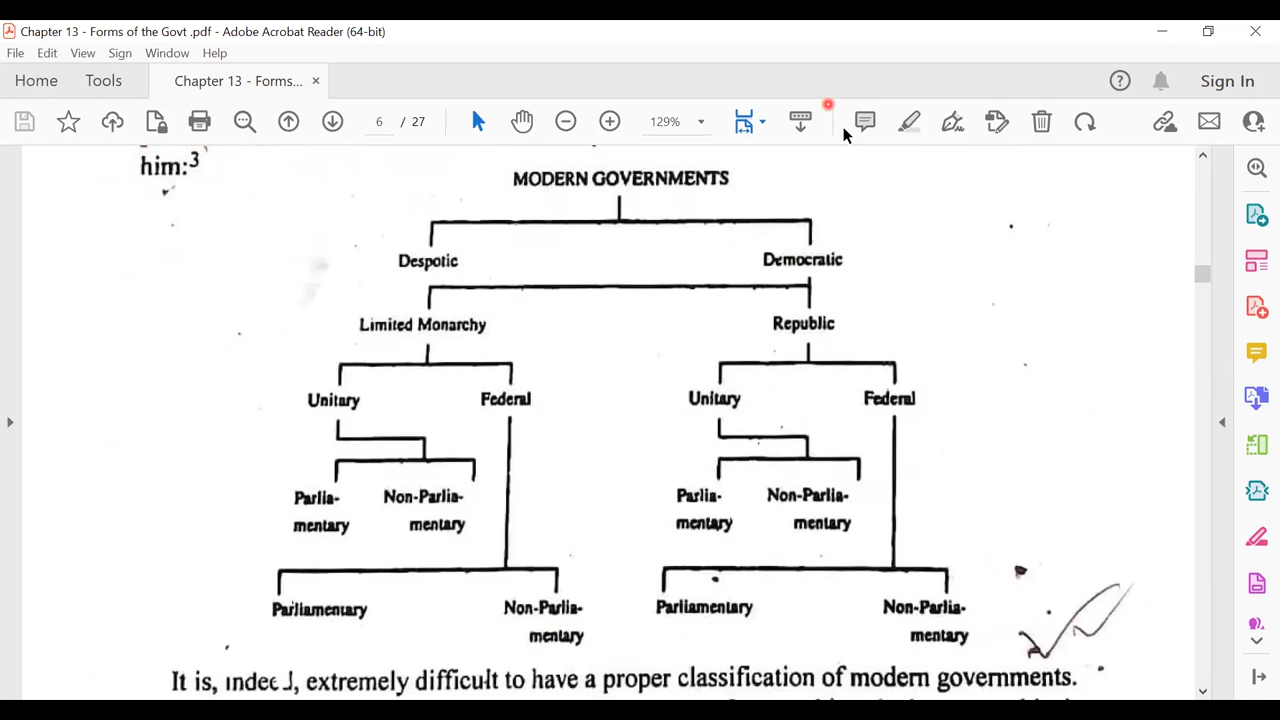 Chapter 13 - Forms of the Govt .pdf - Adobe Acrobat Reader (64-bit)
File Edit View Sign Window Help
Home Tools Chapter 13 - Forms... × Sign In
6 / 27 129%
him:3
MODERN GOVERNMENTS
Despotic Democratic
Limited Monarchy Republic
Unitary Federal Unitary Federal
Parlia- Non-Parlia- Parlia- Non-Parlia-
mentary mentary mentary mentary
Parliamentary Non-Parlia- Parliamentary Non-Parlia-
mentary mentary
It is, indeed, extremely difficult to have a proper classification of modern governments.